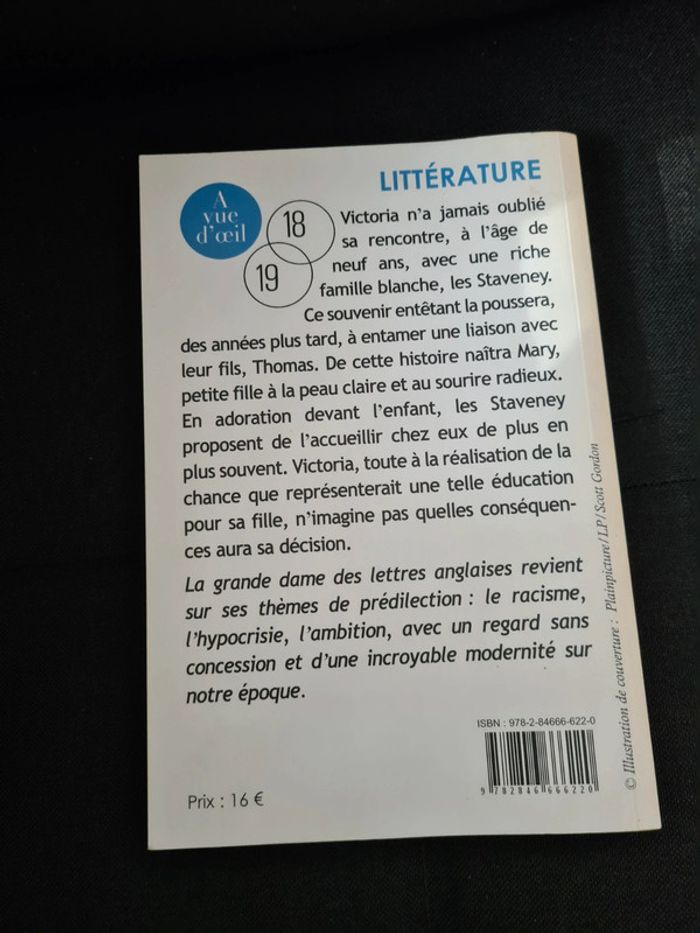 LITTÉRATURE
A
vue
d'œil
18
19
Victoria n'a jamais oublié
sa rencontre, à l'âge de
neuf ans, avec une riche
famille blanche, les Staveney.
Ce souvenir entêtant la poussera,
des années plus tard, à entamer une liaison avec
leur fils, Thomas. De cette histoire naîtra Mary,
petite fille à la peau claire et au sourire radieux.
En adoration devant l'enfant, les Staveney
proposent de l'accueillir chez eux de plus en
plus souvent. Victoria, toute à la réalisation de la
chance que représenterait une telle éducation
pour sa fille, n'imagine pas quelles conséquen-
ces aura sa décision.
La grande dame des lettres anglaises revient
sur ses thèmes de prédilection : le racisme,
l'hypocrisie, l'ambition, avec un regard sans
concession et d'une incroyable modernité sur
notre époque.
© Illustration de couverture : Plainpicture/LP/Scott Gordon
ISBN : 978-2-84666-622-0
9 782846 666220
Prix : 16 €